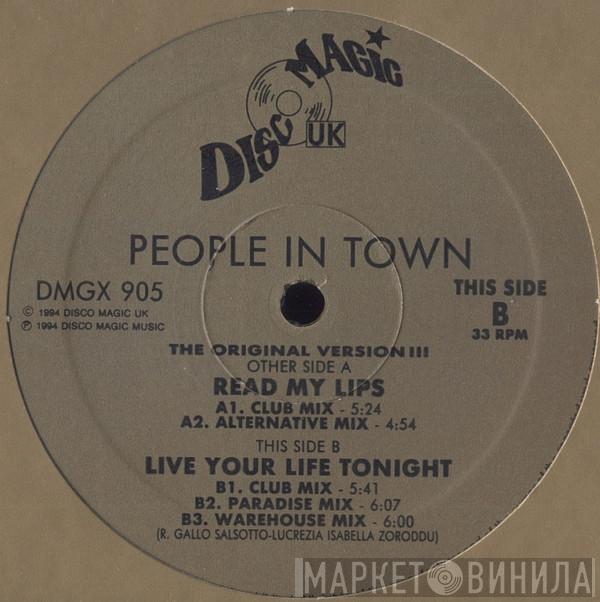 DISCO MAGIC
UK
PEOPLE IN TOWN
DMGX 905
© 1994 DISCO MAGIC UK
℗ 1994 DISCO MAGIC MUSIC
THIS SIDE
B
33 RPM
THE ORIGINAL VERSION!!!
OTHER SIDE A
READ MY LIPS
A1. CLUB MIX - 5:24
A2. ALTERNATIVE MIX - 4:54
THIS SIDE B
LIVE YOUR LIFE TONIGHT
B1. CLUB MIX - 5:41
B2. PARADISE MIX - 6:07
B3. WAREHOUSE MIX - 6:00
(R. GALLO SALSOTTO-LUCREZIA ISABELLA ZORODDU)
МАРКЕТ ВИНИЛА